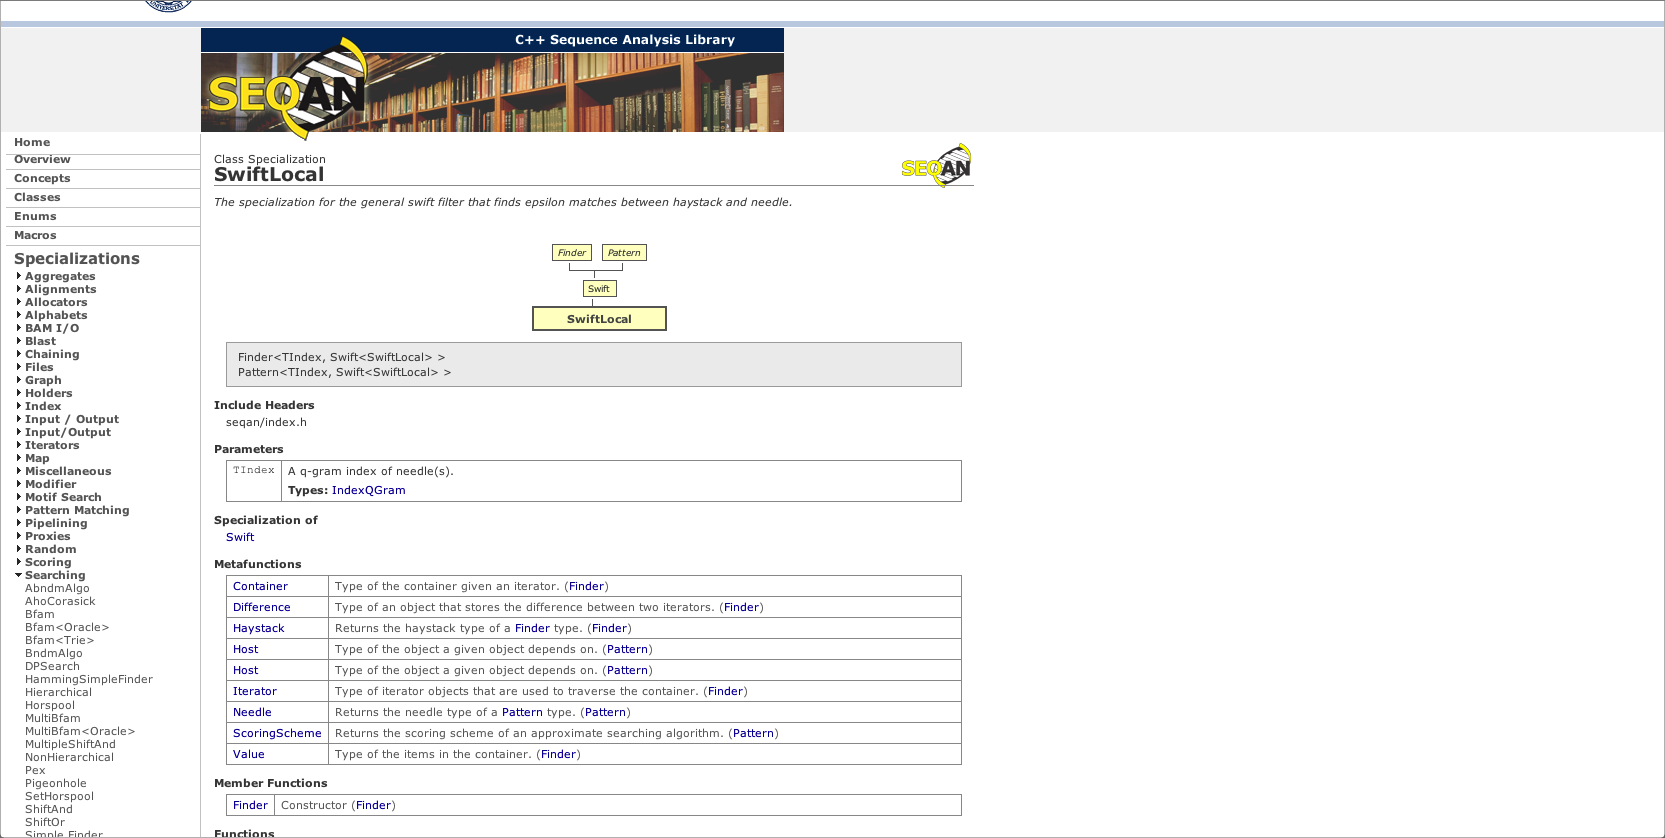 C++ Sequence Analysis Library
SEQAN
Home
Overview
Concepts
Classes
Enums
Macros
Specializations
Aggregates
Alignments
Allocators
Alphabets
BAM I/O
Blast
Chaining
Files
Graph
Holders
Index
Input / Output
Input/Output
Iterators
Map
Miscellaneous
Modifier
Motif Search
Pattern Matching
Pipelining
Proxies
Random
Scoring
Searching
AbndmAlgo
AhoCorasick
Bfam
Bfam<Oracle>
Bfam<Trie>
BndmAlgo
DPSearch
HammingSimpleFinder
Hierarchical
Horspool
MultiBfam
MultiBfam<Oracle>
MultipleShiftAnd
NonHierarchical
Pex
Pigeonhole
SetHorspool
ShiftAnd
ShiftOr
Simple Finder
Class Specialization
SwiftLocal
SEQAN
The specialization for the general swift filter that finds epsilon matches between haystack and needle.
Finder Pattern
Swift
SwiftLocal
Finder<TIndex, Swift<SwiftLocal> >
Pattern<TIndex, Swift<SwiftLocal> >
Include Headers
seqan/index.h
Parameters
TIndex A q-gram index of needle(s).
Types: IndexQGram
Specialization of
Swift
Metafunctions
Container Type of the container given an iterator. (Finder)
Difference Type of an object that stores the difference between two iterators. (Finder)
Haystack Returns the haystack type of a Finder type. (Finder)
Host Type of the object a given object depends on. (Pattern)
Host Type of the object a given object depends on. (Pattern)
Iterator Type of iterator objects that are used to traverse the container. (Finder)
Needle Returns the needle type of a Pattern type. (Pattern)
ScoringScheme Returns the scoring scheme of an approximate searching algorithm. (Pattern)
Value Type of the items in the container. (Finder)
Member Functions
Finder Constructor (Finder)
Functions